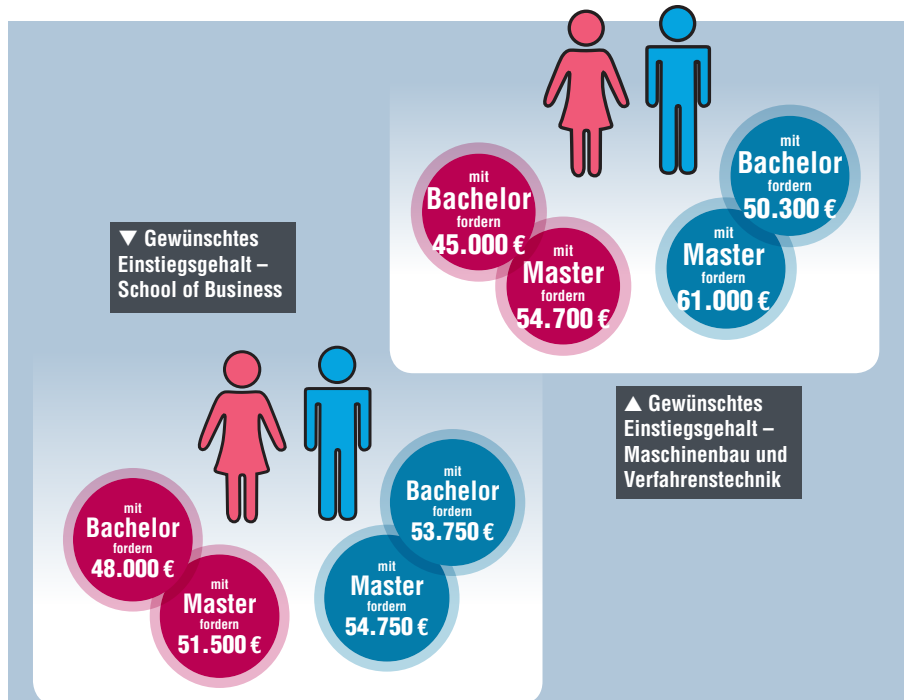 mit
Bachelor
fordern
45.000 €
mit
Master
fordern
54.700 €
mit
Bachelor
fordern
50.300 €
mit
Master
fordern
61.000 €
▲ Gewünschtes
Einstiegsgehalt –
Maschinenbau und
Verfahrenstechnik
▼ Gewünschtes
Einstiegsgehalt –
School of Business
mit
Bachelor
fordern
48.000 €
mit
Master
fordern
51.500 €
mit
Bachelor
fordern
53.750 €
mit
Master
fordern
54.750 €